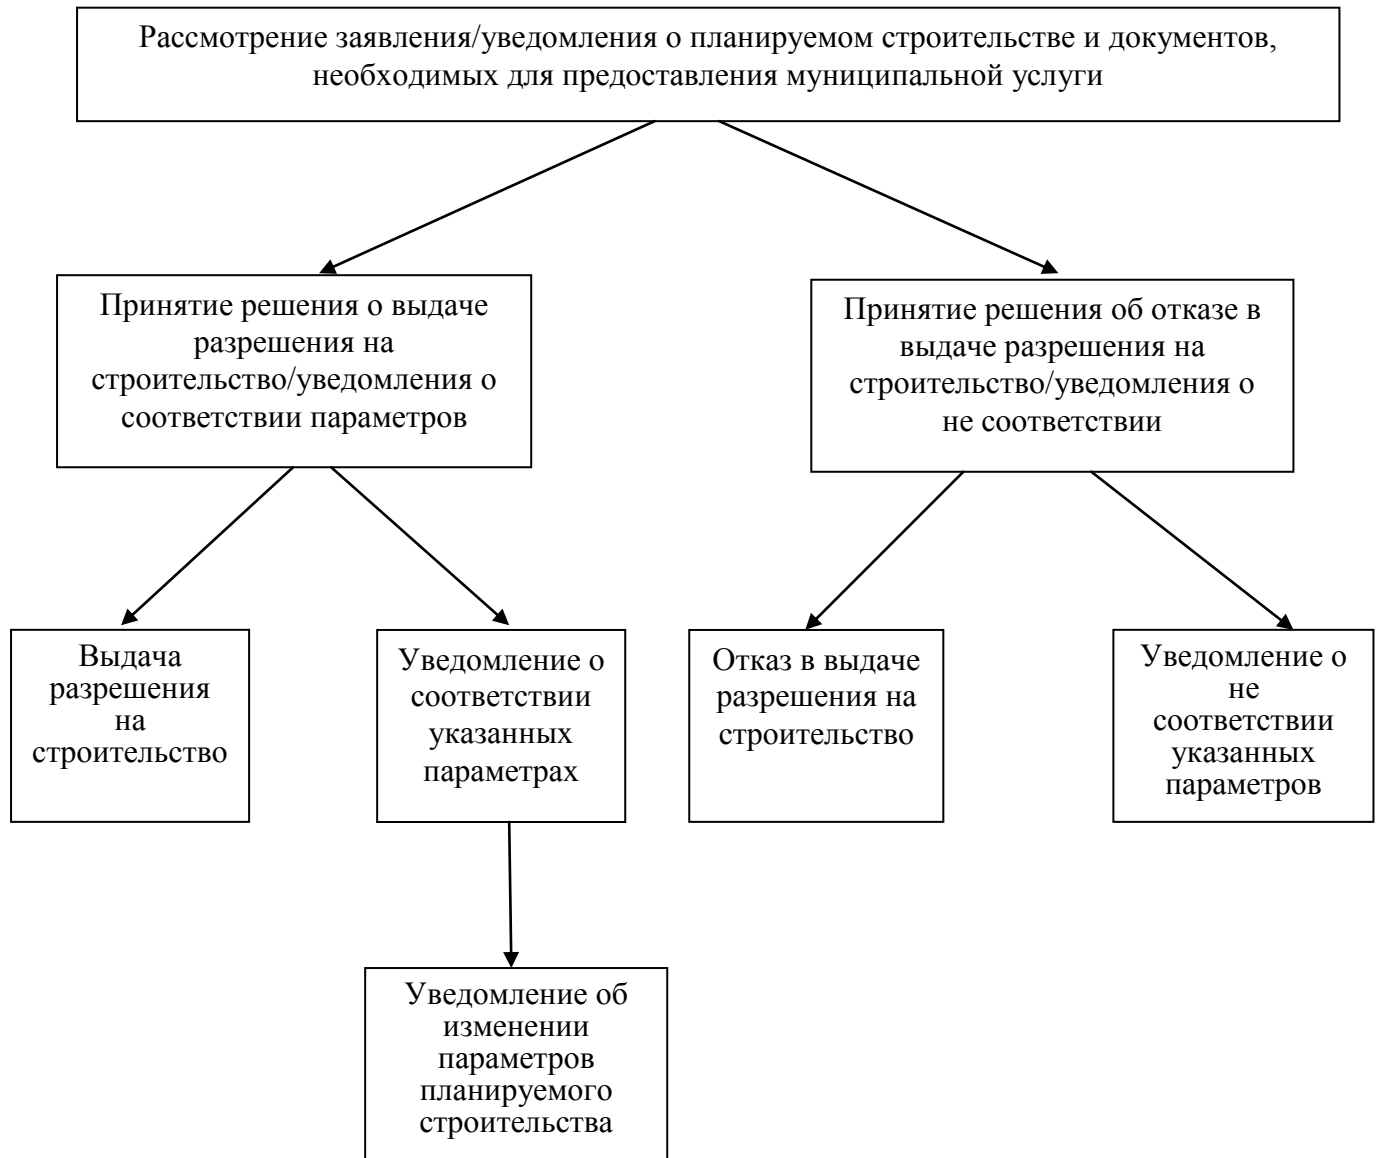 Рассмотрение заявления/уведомления о планируемом строительстве и документов,
необходимых для предоставления муниципальной услуги
Принятие решения о выдаче
разрешения на
строительство/уведомления о
соответствии параметров
Принятие решения об отказе в
выдаче разрешения на
строительство/уведомления о
не соответствии
Выдача
разрешения
на
строительство
Уведомление о
соответствии
указанных
параметрах
Отказ в выдаче
разрешения на
строительство
Уведомление о
не
соответствии
указанных
параметров
Уведомление об
изменении
параметров
планируемого
строительства